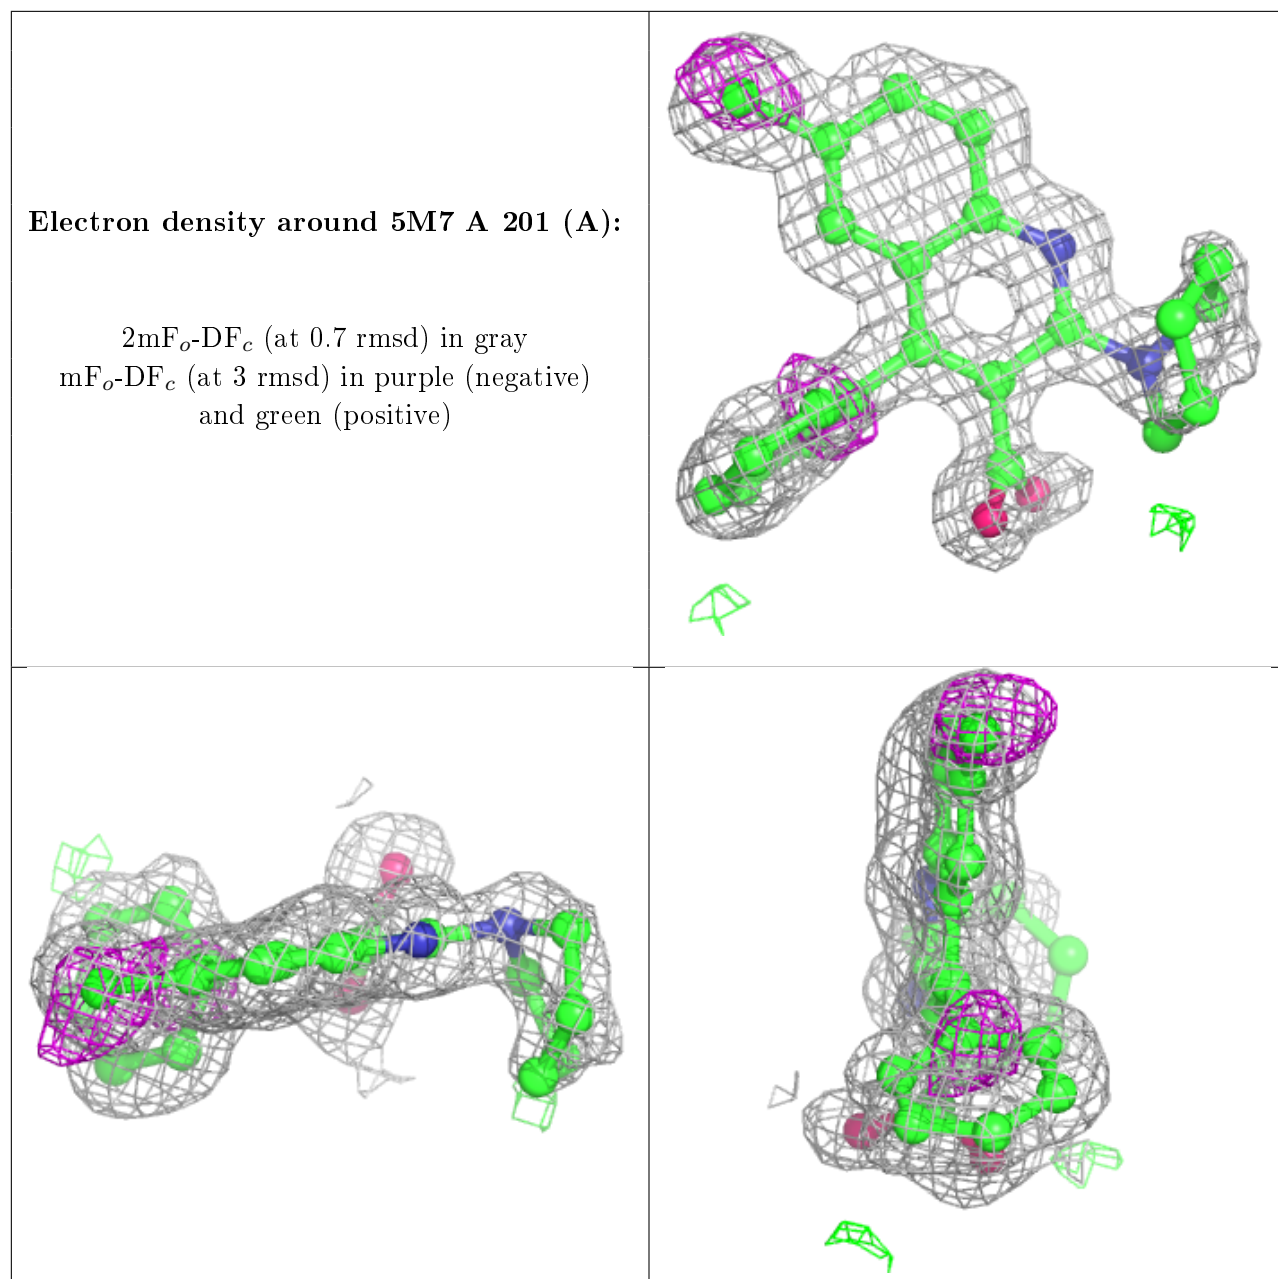 Electron density around 5M7 A 201 (A):
2mFₒ-DF𝒸 (at 0.7 rmsd) in gray
mFₒ-DF𝒸 (at 3 rmsd) in purple (negative)
and green (positive)